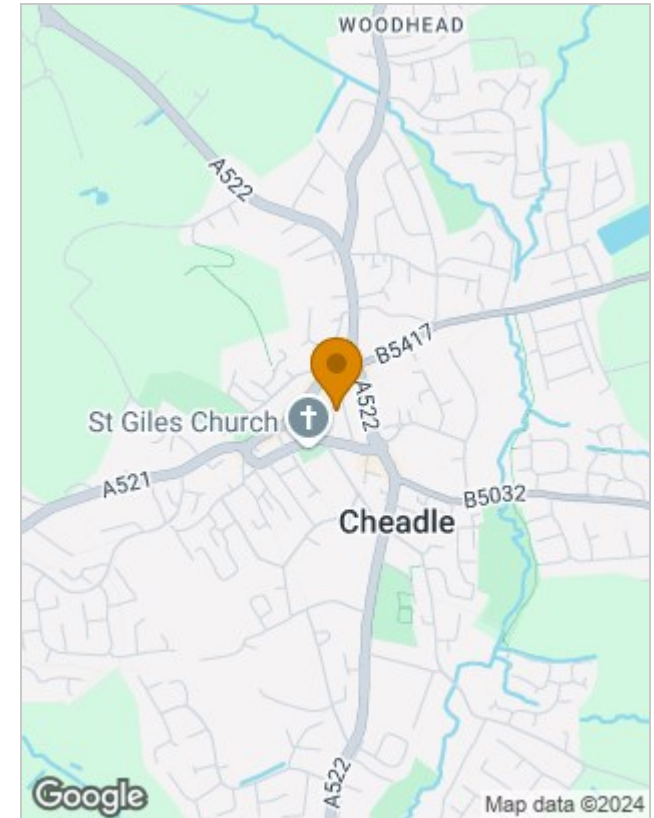 WOODHEAD
A522
B5417
A522
St Giles Church
A521
B5032
Cheadle
A522
Google
Map data ©2024